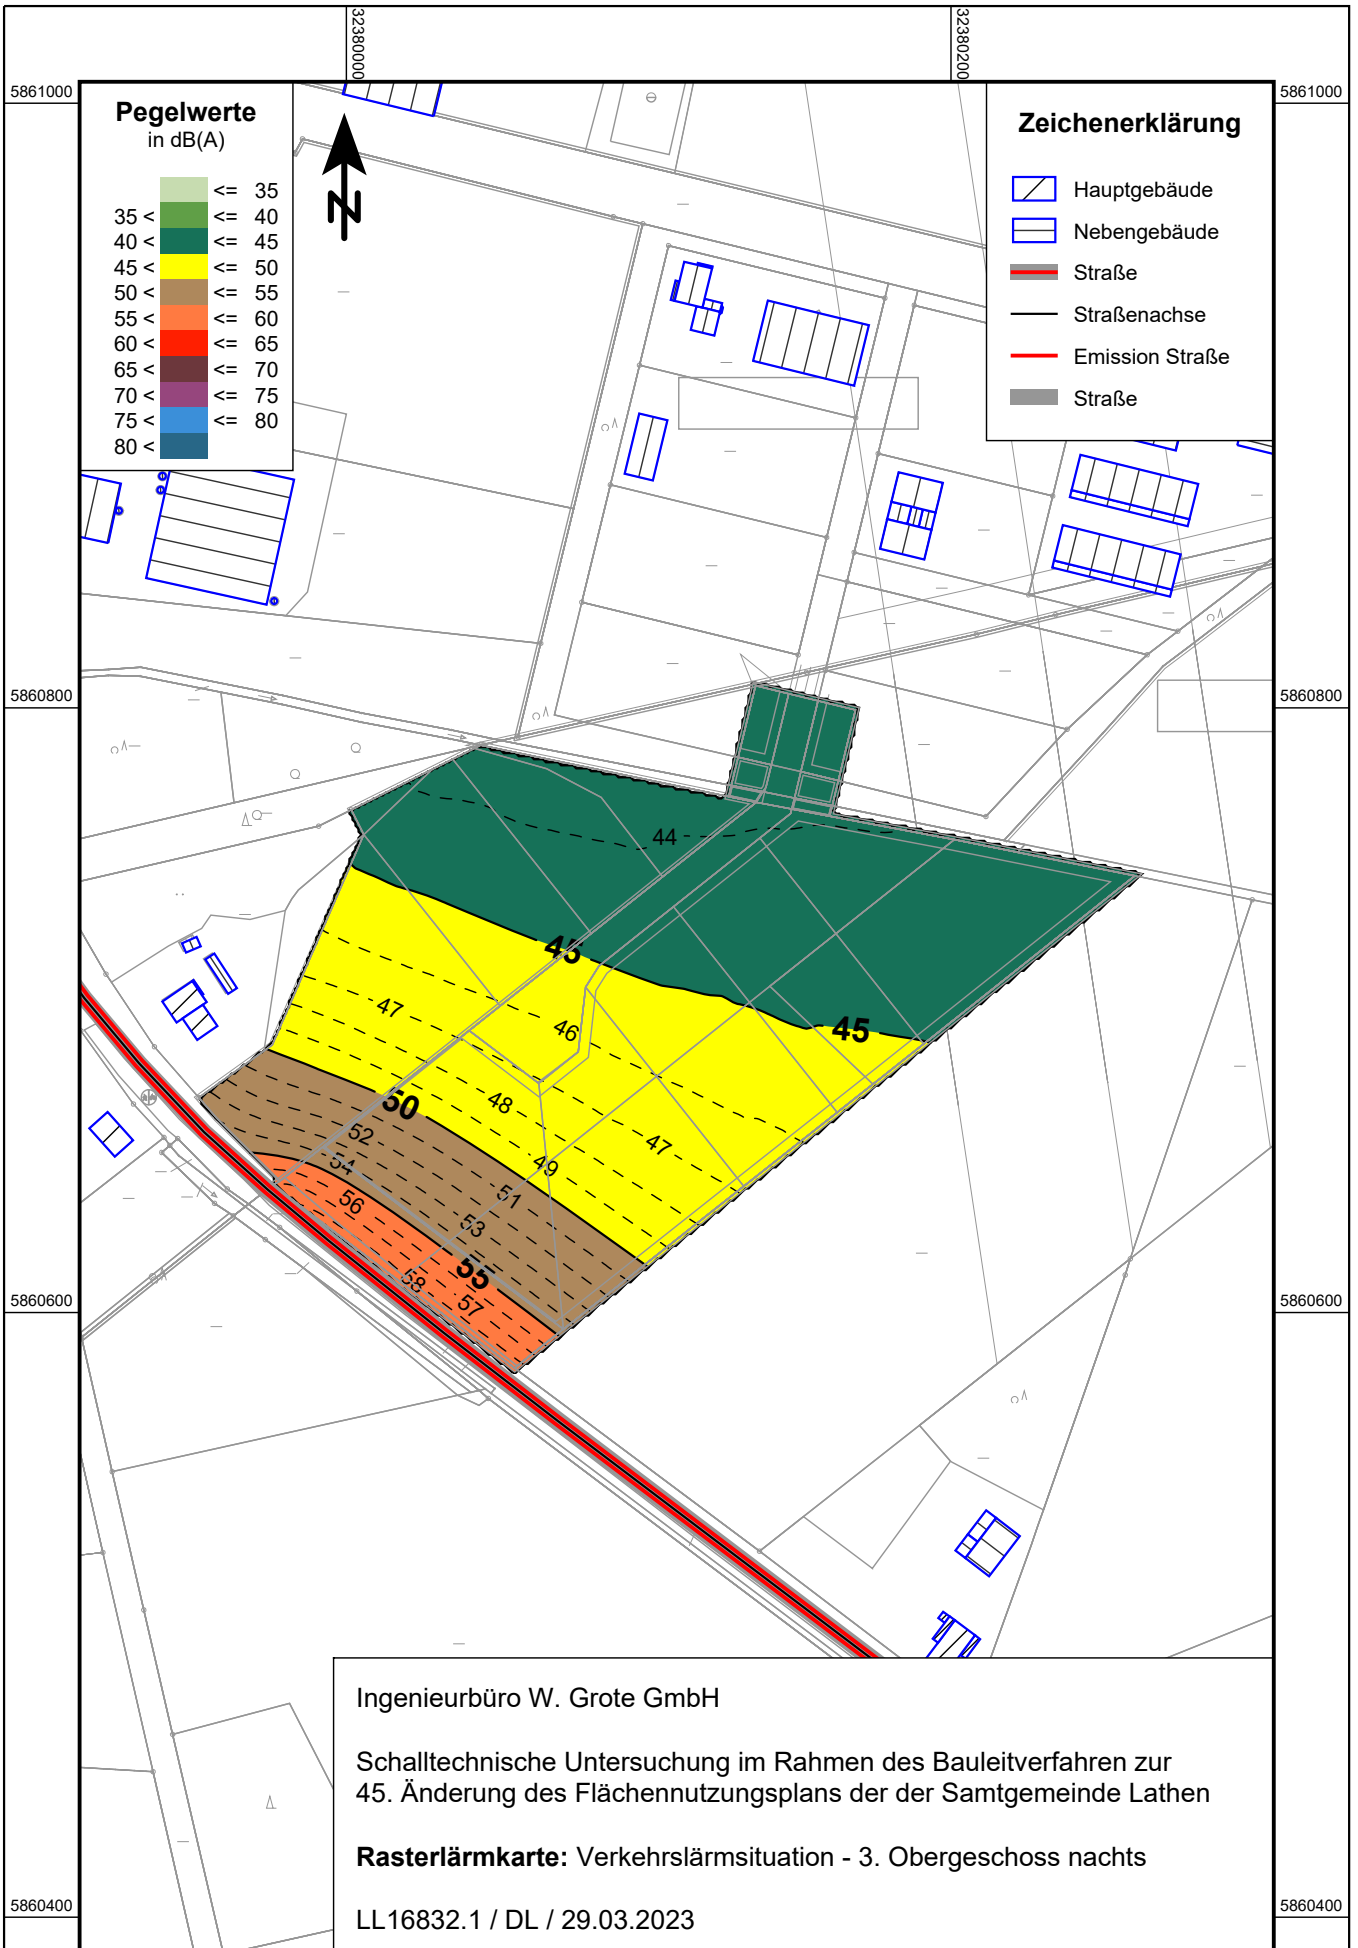 32380000
32380200
5861000
5861000
Pegelwerte
in dB(A)
<= 35
35 < <= 40
40 < <= 45
45 < <= 50
50 < <= 55
55 < <= 60
60 < <= 65
65 < <= 70
70 < <= 75
75 < <= 80
80 <
N
Zeichenerklärung
Hauptgebäude
Nebengebäude
Straße
Straßenachse
Emission Straße
Straße
5860800
5860800
44
45
45
47
46
48
47
50
52
49
54
51
56
53
55
58
57
5860600
5860600
Ingenieurbüro W. Grote GmbH
Schalltechnische Untersuchung im Rahmen des Bauleitverfahren zur
45. Änderung des Flächennutzungsplans der der Samtgemeinde Lathen
Rasterlärmkarte: Verkehrslärmsituation - 3. Obergeschoss nachts
LL16832.1 / DL / 29.03.2023
5860400
5860400